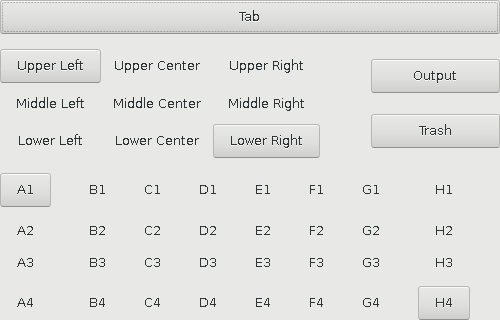 Tab
Upper Left Upper Center Upper Right
Output
Middle Left Middle Center Middle Right
Trash
Lower Left Lower Center Lower Right
A1 B1 C1 D1 E1 F1 G1 H1
A2 B2 C2 D2 E2 F2 G2 H2
A3 B3 C3 D3 E3 F3 G3 H3
A4 B4 C4 D4 E4 F4 G4 H4